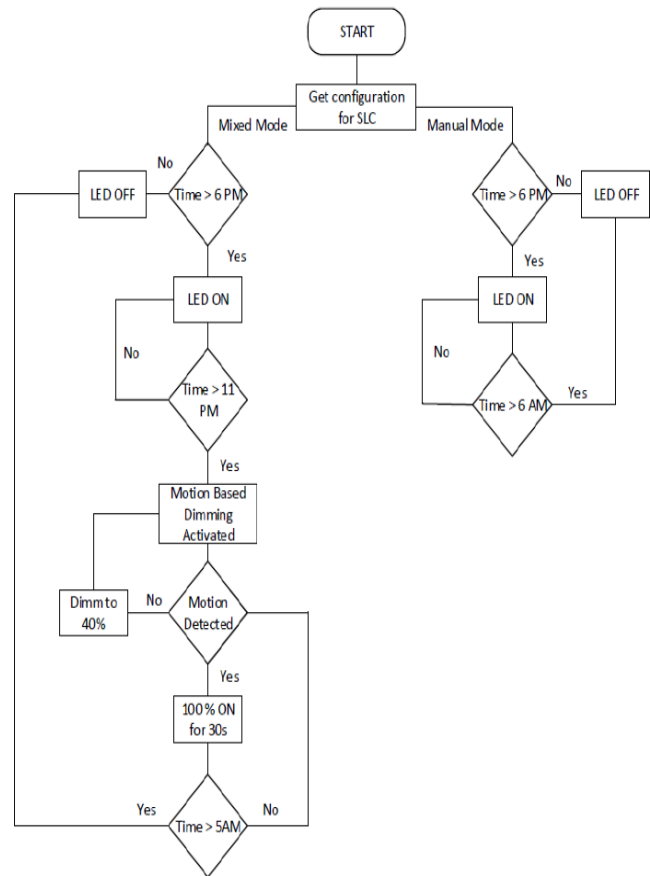 START
Get configuration
for SLC
Mixed Mode
Manual Mode
No
LED OFF
Time > 6 PM
Time > 6 PM
No
LED OFF
Yes
Yes
LED ON
LED ON
No
No
Time > 11
PM
Time > 6 AM
Yes
Yes
Motion Based
Dimming
Activated
Dimm to
40%
No
Motion
Detected
Yes
100% ON
for 30s
Yes
Time > 5AM
No